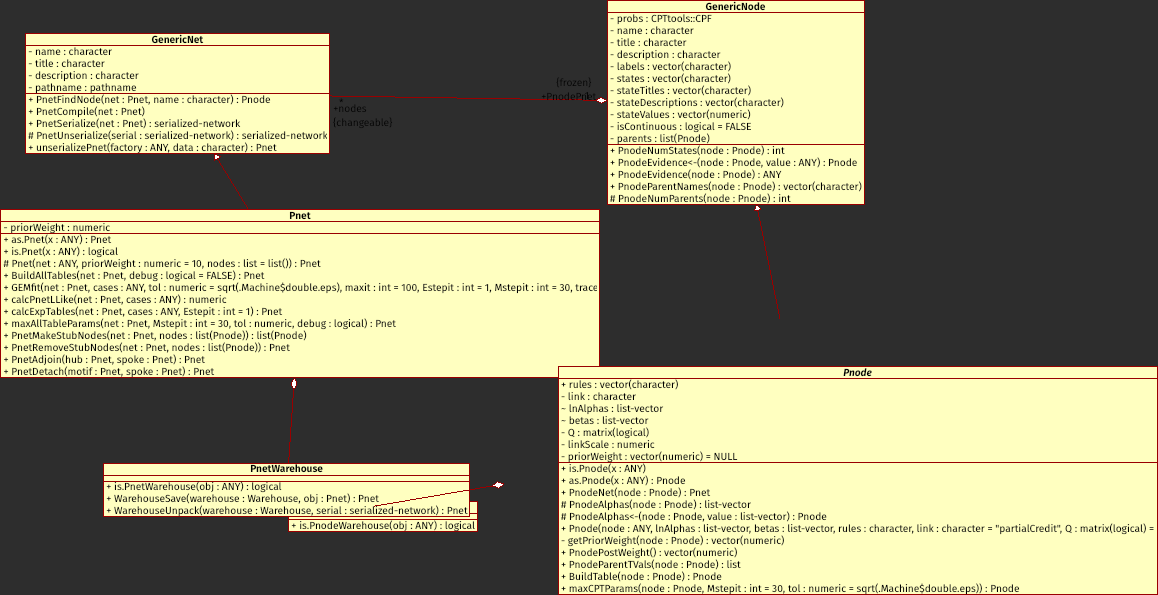 GenericNet
- name : character
- title : character
- description : character
- pathname : pathname
+ PnetFindNode(net : Pnet, name : character) : Pnode
+ PnetCompile(net : Pnet)
+ PnetSerialize(net : Pnet) : serialized-network
# PnetUnserialize(serial : serialized-network) : serialized-network
+ unserializePnet(factory : ANY, data : character) : Pnet
*
+nodes
{changeable}
{frozen}
+PnodePnet
1
GenericNode
- probs : CPTtools::CPF
- name : character
- title : character
- description : character
- labels : vector(character)
- states : vector(character)
- stateTitles : vector(character)
- stateDescriptions : vector(character)
- stateValues : vector(numeric)
- isContinuous : logical = FALSE
- parents : list(Pnode)
+ PnodeNumStates(node : Pnode) : int
+ PnodeEvidence<-(node : Pnode, value : ANY) : Pnode
+ PnodeEvidence(node : Pnode) : ANY
+ PnodeParentNames(node : Pnode) : vector(character)
# PnodeNumParents(node : Pnode) : int
Pnet
- priorWeight : numeric
+ as.Pnet(x : ANY) : Pnet
+ is.Pnet(x : ANY) : logical
# Pnet(net : ANY, priorWeight : numeric = 10, nodes : list = list()) : Pnet
+ BuildAllTables(net : Pnet, debug : logical = FALSE) : Pnet
+ GEMfit(net : Pnet, cases : ANY, tol : numeric = sqrt(.Machine$double.eps), maxit : int = 100, Estepit : int = 1, Mstepit : int = 30, trace
+ calcPnetLLike(net : Pnet, cases : ANY) : numeric
+ calcExpTables(net : Pnet, cases : ANY, Estepit : int = 1) : Pnet
+ maxAllTableParams(net : Pnet, Mstepit : int = 30, tol : numeric, debug : logical) : Pnet
+ PnetMakeStubNodes(net : Pnet, nodes : list(Pnode)) : list(Pnode)
+ PnetRemoveStubNodes(net : Pnet, nodes : list(Pnode)) : Pnet
+ PnetAdjoin(hub : Pnet, spoke : Pnet) : Pnet
+ PnetDetach(motif : Pnet, spoke : Pnet) : Pnet
Pnode
+ rules : vector(character)
- link : character
- lnAlphas : list-vector
- betas : list-vector
- Q : matrix(logical)
- linkScale : numeric
- priorWeight : vector(numeric) = NULL
+ is.Pnode(x : ANY)
+ as.Pnode(x : ANY) : Pnode
+ PnodeNet(node : Pnode) : Pnet
# PnodeAlphas(node : Pnode) : list-vector
# PnodeAlphas<-(node : Pnode, value : list-vector) : Pnode
+ Pnode(node : ANY, lnAlphas : list-vector, betas : list-vector, rules : character, link : character = "partialCredit", Q : matrix(logical) =
- getPriorWeight(node : Pnode) : vector(numeric)
+ PnodePostWeight() : vector(numeric)
+ PnodeParentTVals(node : Pnode) : list
+ BuildTable(node : Pnode) : Pnode
+ maxCPTParams(node : Pnode, Mstepit : int = 30, tol : numeric = sqrt(.Machine$double.eps)) : Pnode
PnetWarehouse
+ is.PnetWarehouse(obj : ANY) : logical
+ WarehouseSave(warehouse : Warehouse, obj : Pnet) : Pnet
+ WarehouseUnpack(warehouse : Warehouse, serial : serialized-network) : Pnet
+ is.PnodeWarehouse(obj : ANY) : logical